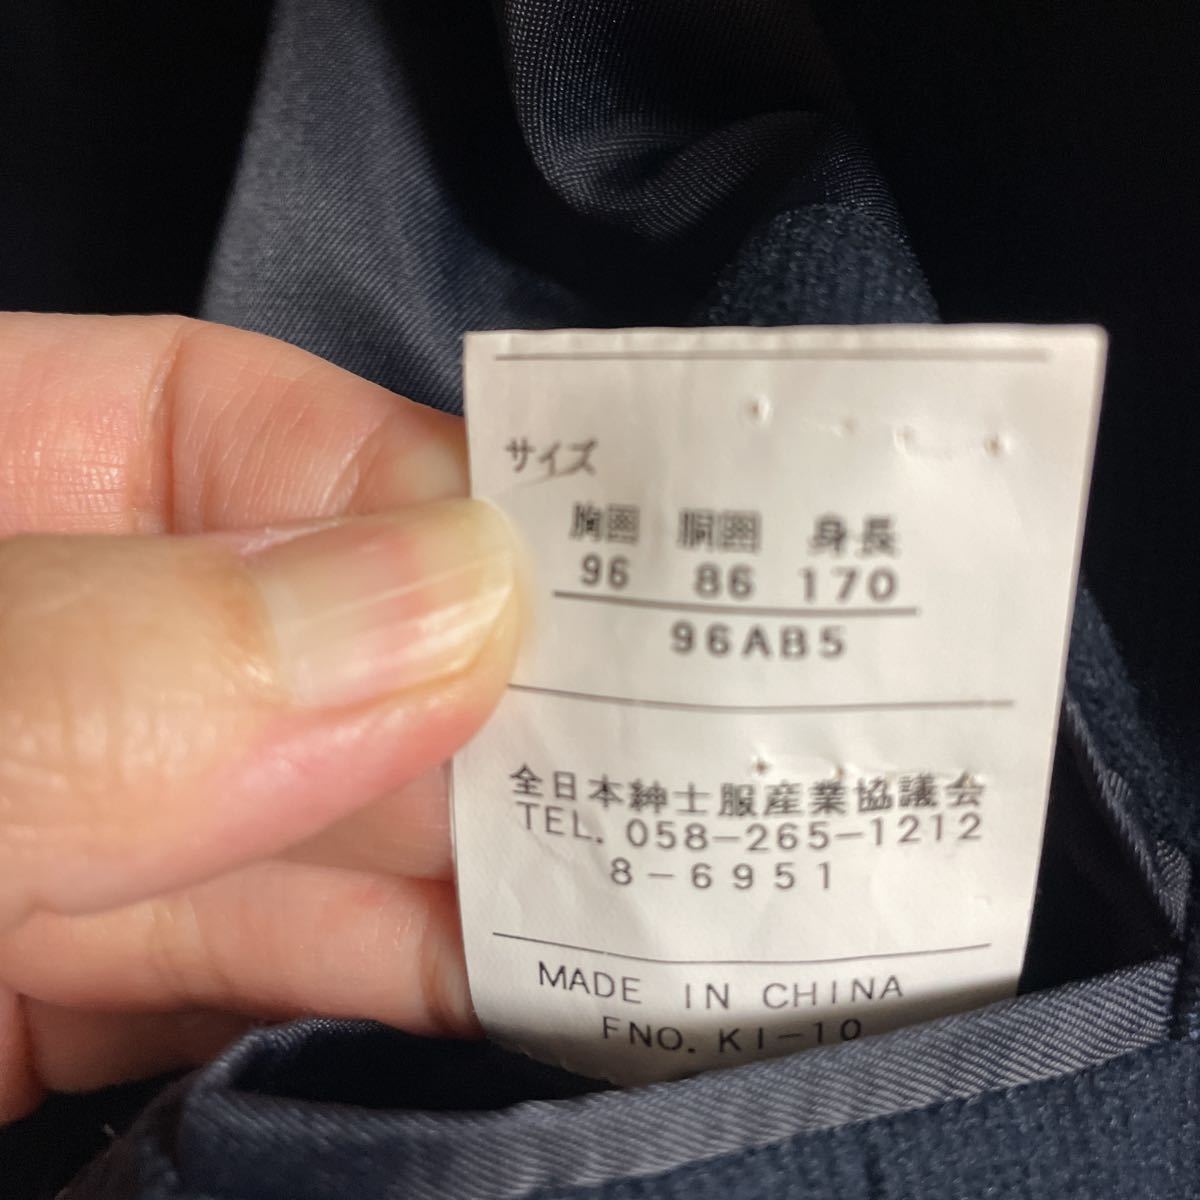 サイズ
胸囲 胴囲 身長
96 86 170
96AB5
全日本紳士服産業協議会
TEL. 058-265-1212
8-6951
MADE IN CHINA
FNO. KI-10